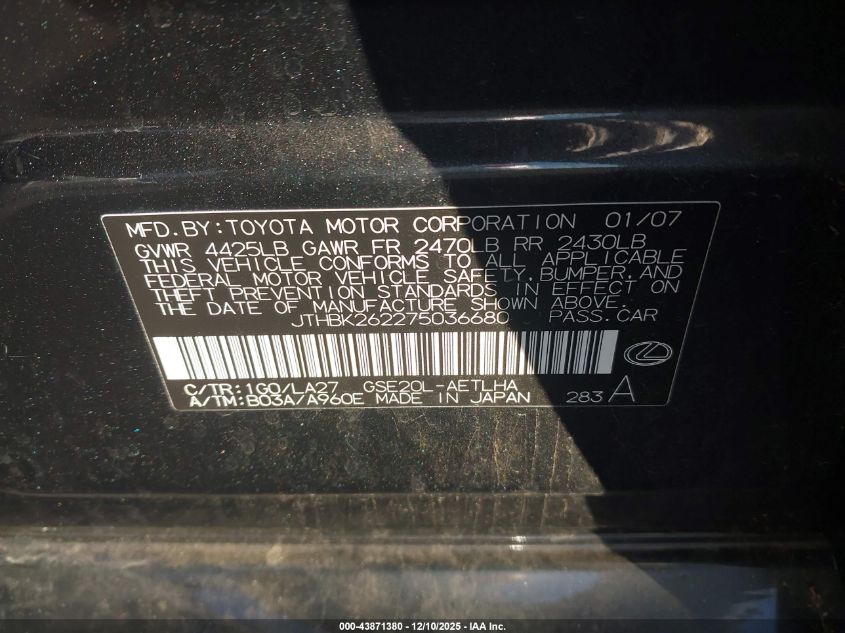 MFD. BY: TOYOTA MOTOR CORPORATION 01/07
GVWR 4425LB GAWR FR 2470LB RR 2430LB
THIS VEHICLE CONFORMS TO ALL APPLICABLE
FEDERAL MOTOR VEHICLE SAFETY, BUMPER, AND
THEFT PREVENTION STANDARDS IN EFFECT ON
THE DATE OF MANUFACTURE SHOWN ABOVE.
JTHBK262275036680 PASS. CAR
C/TR: 1G0/LA27 GSE20L-AETLHA
A/TM: B03A/A960E MADE IN JAPAN 283 A
000-43871380 - 12/10/2025 - IAA Inc.